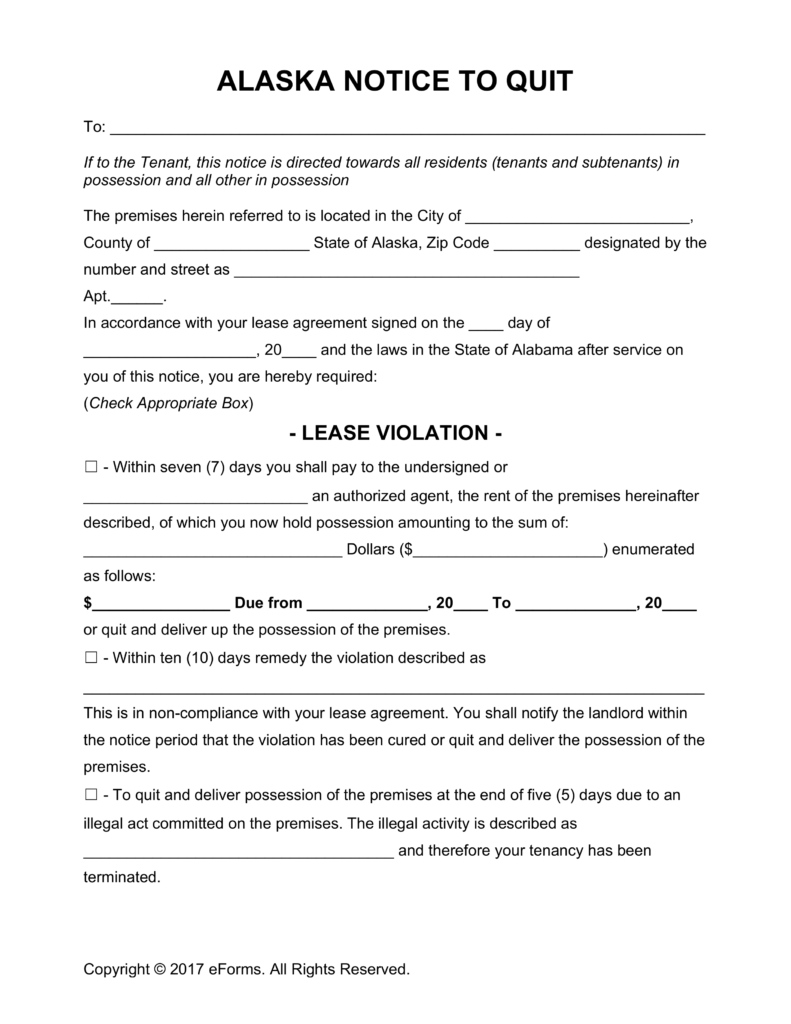 ALASKA NOTICE TO QUIT
To: ______________________________________________________________________
If to the Tenant, this notice is directed towards all residents (tenants and subtenants) in
possession and all other in possession
The premises herein referred to is located in the City of __________________________,
County of __________________ State of Alaska, Zip Code __________ designated by the
number and street as ________________________________________
Apt.______.
In accordance with your lease agreement signed on the ____ day of
____________________, 20____ and the laws in the State of Alabama after service on
you of this notice, you are hereby required:
(Check Appropriate Box)
- LEASE VIOLATION -
☐ - Within seven (7) days you shall pay to the undersigned or
__________________________ an authorized agent, the rent of the premises hereinafter
described, of which you now hold possession amounting to the sum of:
______________________________ Dollars ($______________________) enumerated
as follows:
$________________ Due from ______________, 20____ To ______________, 20____
or quit and deliver up the possession of the premises.
☐ - Within ten (10) days remedy the violation described as
________________________________________________________________________
This is in non-compliance with your lease agreement. You shall notify the landlord within
the notice period that the violation has been cured or quit and deliver the possession of the
premises.
☐ - To quit and deliver possession of the premises at the end of five (5) days due to an
illegal act committed on the premises. The illegal activity is described as
____________________________________ and therefore your tenancy has been
terminated.
Copyright © 2017 eForms. All Rights Reserved.